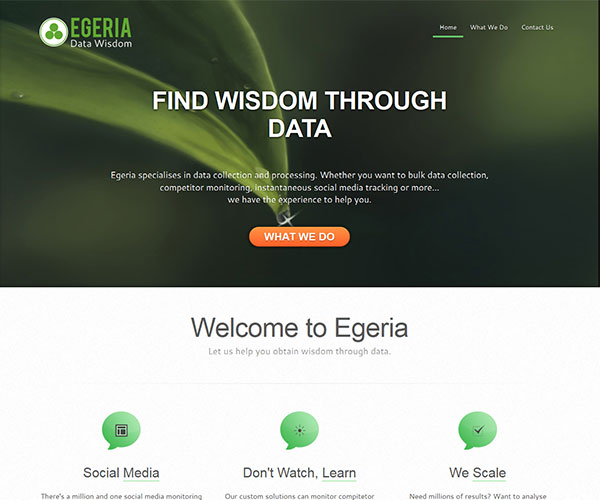 EGERIA
Data Wisdom
Home What We Do Contact Us
FIND WISDOM THROUGH
DATA
Egeria specialises in data collection and processing. Whether you want to bulk data collection,
competitor monitoring, instantaneous social media tracking or more...
we have the experience to help you.
WHAT WE DO
Welcome to Egeria
Let us help you obtain wisdom through data.
Social Media
Don't Watch, Learn
We Scale
There's a million and one social media monitoring
Our custom solutions can monitor compitetor
Need millions of results? Want to analyse